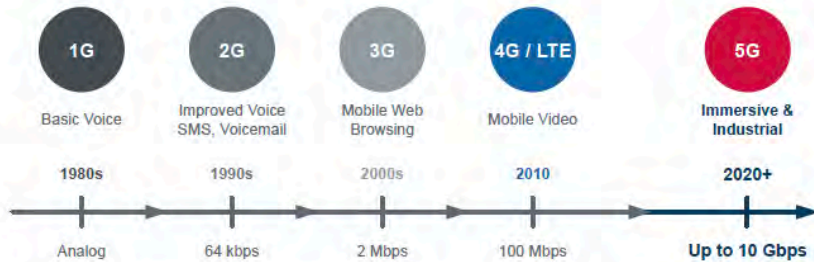 1G
2G
3G
4G / LTE
5G
Basic Voice
Improved Voice
SMS, Voicemail
Mobile Web
Browsing
Mobile Video
Immersive &
Industrial
1980s
1990s
2000s
2010
2020+
Analog
64 kbps
2 Mbps
100 Mbps
Up to 10 Gbps